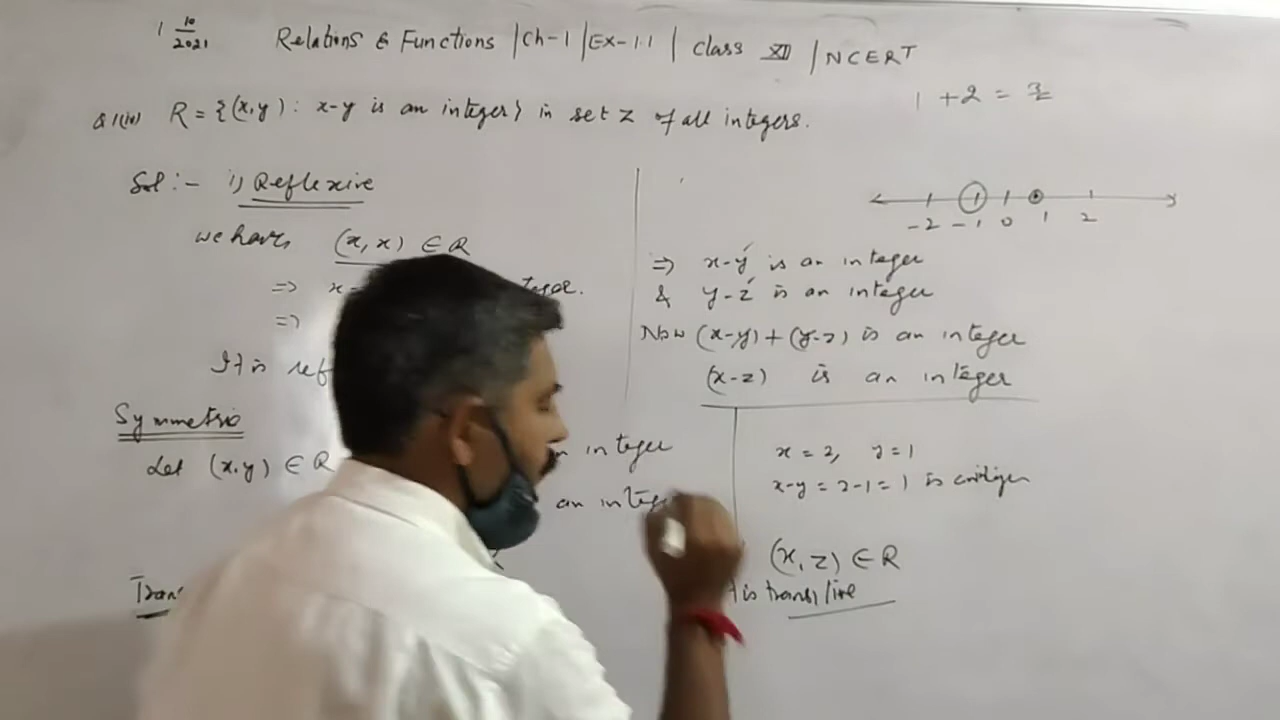 1 10/2021 Relations & Functions | Ch-1 | Ex-1.1 | Class XII | NCERT
1 + 2 = 3
Q 1(iv) R = {(x,y) : x-y is an integer} in set Z of all integers.
Sol :- i) Reflexive
we have (x,x) ∈ R
⇒ x-
⇒
It is ref
Symmetric
Let (x,y) ∈ R
an integer
an integer
Tran
-2 -1 0 1 2
⇒ x-y is an integer
& y-z is an integer
Now (x-y)+(y-z) is an integer
(x-z) is an integer
x = 2, y = 1
x-y = 2-1 = 1 is an integer
(x,z) ∈ R
is transitive